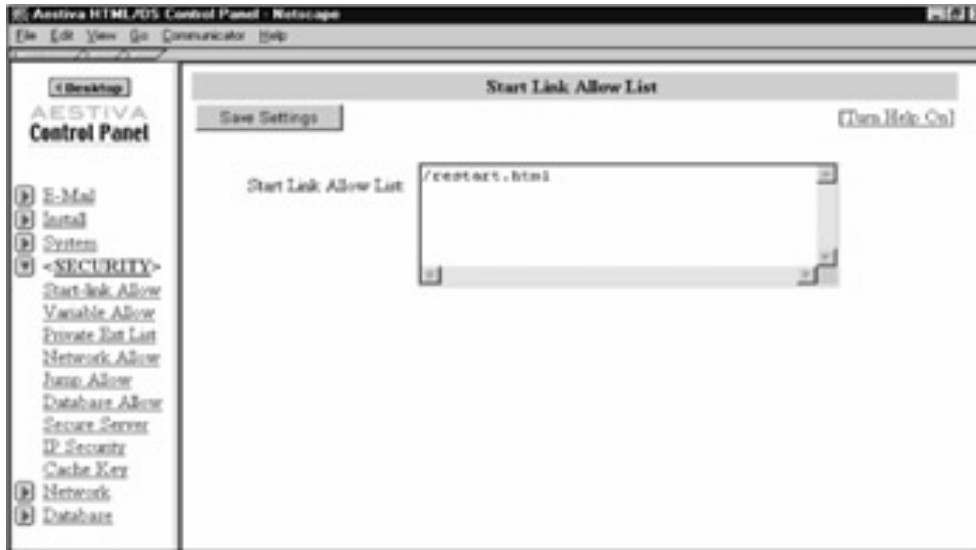 Aestiva HTML/OS Control Panel - Netscape
File Edit View Go Communicator Help
Desktop
AESTIVA
Control Panel
E-Mail
Install
System
<SECURITY>
Start-link Allow
Variable Allow
Private Ext List
Network Allow
Jump Allow
Database Allow
Secure Server
IP Security
Cache Key
Network
Database
Start Link Allow List
Save Settings
[Turn Help On]
Start Link Allow List
/restart.html